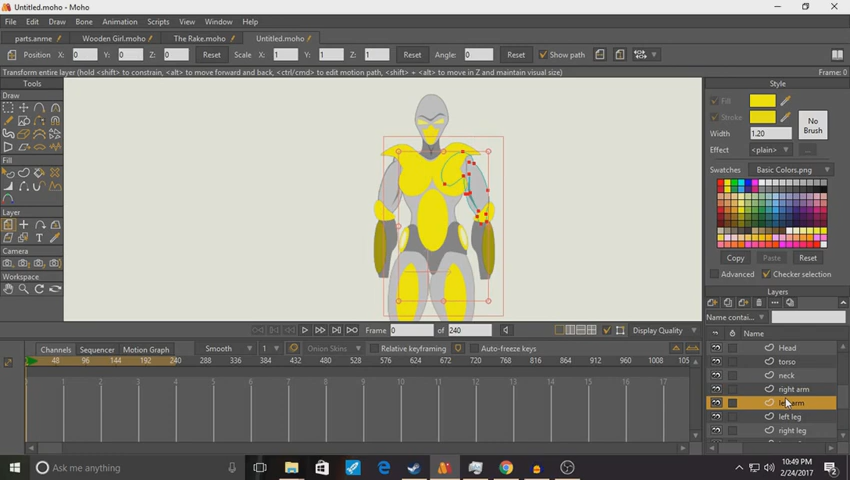 Untitled.moho - Moho
File Edit Draw Bone Animation Scripts View Window Help
parts.anme Wooden Girl.moho The Rake.moho Untitled.moho
Position X: 0 Y: 0 Z: 0 Reset Scale X: 1 Y: 1 Z: 1 Reset Angle: 0 Reset Show path
Transform entire layer (hold <shift> to constrain, <alt> to move forward and back, <ctrl/cmd> to edit motion path, <shift> + <alt> to move in Z and maintain visual size) Frame: 0
Tools
Draw
Fill
Layer
Camera
Workspace
Style
Fill
Stroke
No Brush
Width 1.20
Effect <plain>
Swatches Basic Colors.png
Copy Paste Reset
Advanced Checker selection
Layers
Name contai...
Name
Head
torso
neck
right arm
left leg
right leg
Frame 0 of 240 Display Quality
Channels Sequencer Motion Graph Smooth 1 Onion Skins Relative keyframing Auto-freeze keys
0 48 96 144 192 240 288 336 384 432 480 528 576 624 672 720 768 816 864 912 960 1008 105
1 2 3 4 5 6 7 8 9 10 11 12 13 14 15 16 17
Ask me anything
10:49 PM
2/24/2017